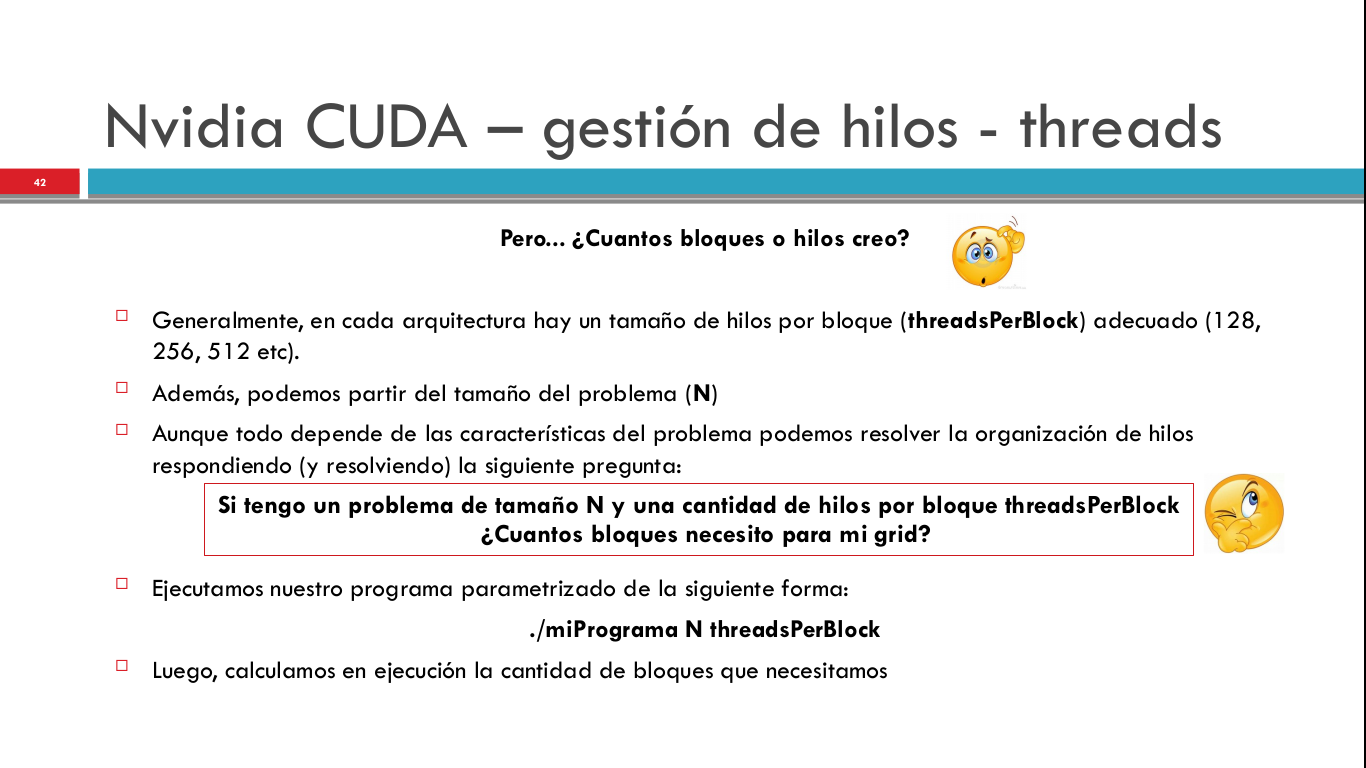 Nvidia CUDA – gestión de hilos - threads
42
Pero... ¿Cuantos bloques o hilos creo?
Generalmente, en cada arquitectura hay un tamaño de hilos por bloque (threadsPerBlock) adecuado (128,
256, 512 etc).
Además, podemos partir del tamaño del problema (N)
Aunque todo depende de las características del problema podemos resolver la organización de hilos
respondiendo (y resolviendo) la siguiente pregunta:
Si tengo un problema de tamaño N y una cantidad de hilos por bloque threadsPerBlock
¿Cuantos bloques necesito para mi grid?
Ejecutamos nuestro programa parametrizado de la siguiente forma:
./miPrograma N threadsPerBlock
Luego, calculamos en ejecución la cantidad de bloques que necesitamos